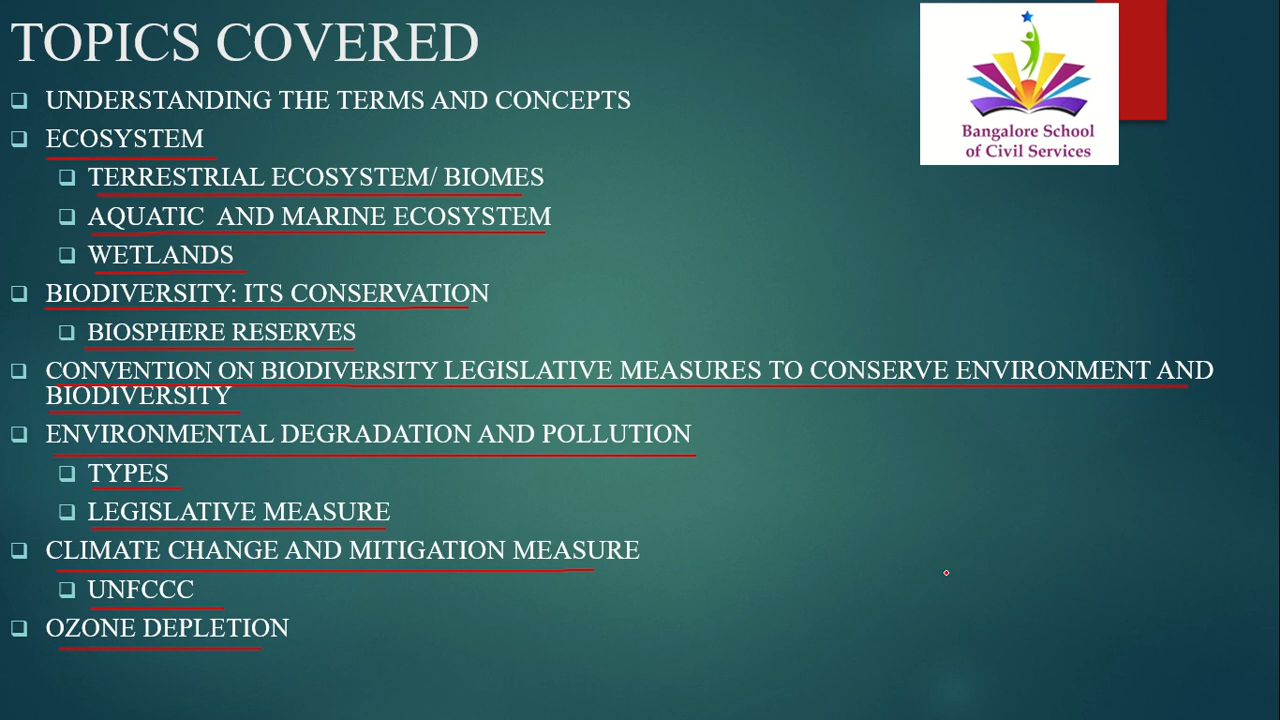 TOPICS COVERED
UNDERSTANDING THE TERMS AND CONCEPTS
ECOSYSTEM
TERRESTRIAL ECOSYSTEM/ BIOMES
AQUATIC AND MARINE ECOSYSTEM
WETLANDS
BIODIVERSITY: ITS CONSERVATION
BIOSPHERE RESERVES
CONVENTION ON BIODIVERSITY LEGISLATIVE MEASURES TO CONSERVE ENVIRONMENT AND
BIODIVERSITY
ENVIRONMENTAL DEGRADATION AND POLLUTION
TYPES
LEGISLATIVE MEASURE
CLIMATE CHANGE AND MITIGATION MEASURE
UNFCCC
OZONE DEPLETION
Bangalore School
of Civil Services